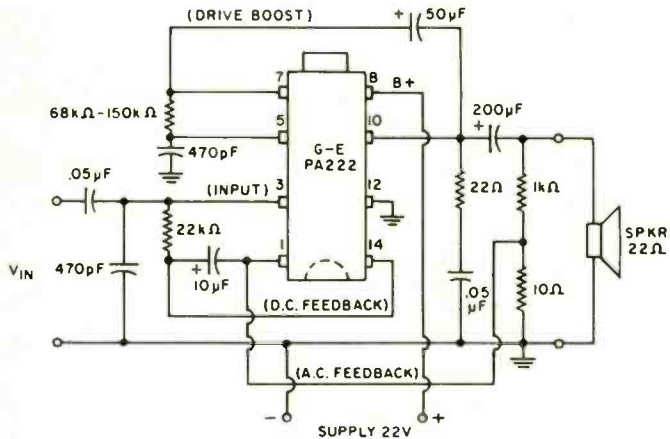 (DRIVE BOOST)
+ 50µF
7
8 B+
68kΩ-150kΩ
200µF
+
5
10
470pF
G-E
PA222
.05µF
(INPUT)
3
12
22Ω
1kΩ
22kΩ
SPKR
22Ω
1
14
VIN
470pF
+
10µF
.05
µF
10Ω
(D.C. FEEDBACK)
(A.C. FEEDBACK)
- +
SUPPLY 22V